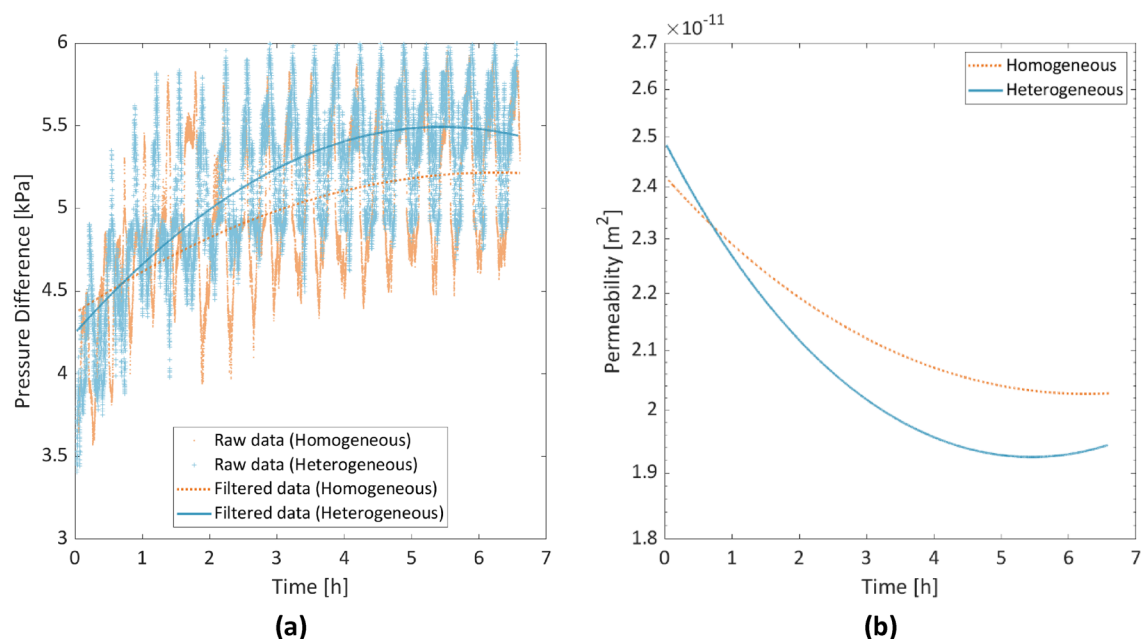 6
5.5
5
4.5
4
3.5
3
Pressure Difference [kPa]
Raw data (Homogeneous)
Raw data (Heterogeneous)
Filtered data (Homogeneous)
Filtered data (Heterogeneous)
0 1 2 3 4 5 6 7
Time [h]
(a)
×10⁻¹¹
2.7
2.6
2.5
2.4
2.3
2.2
2.1
2
1.9
1.8
Permeability [m²]
Homogeneous
Heterogeneous
0 1 2 3 4 5 6 7
Time [h]
(b)